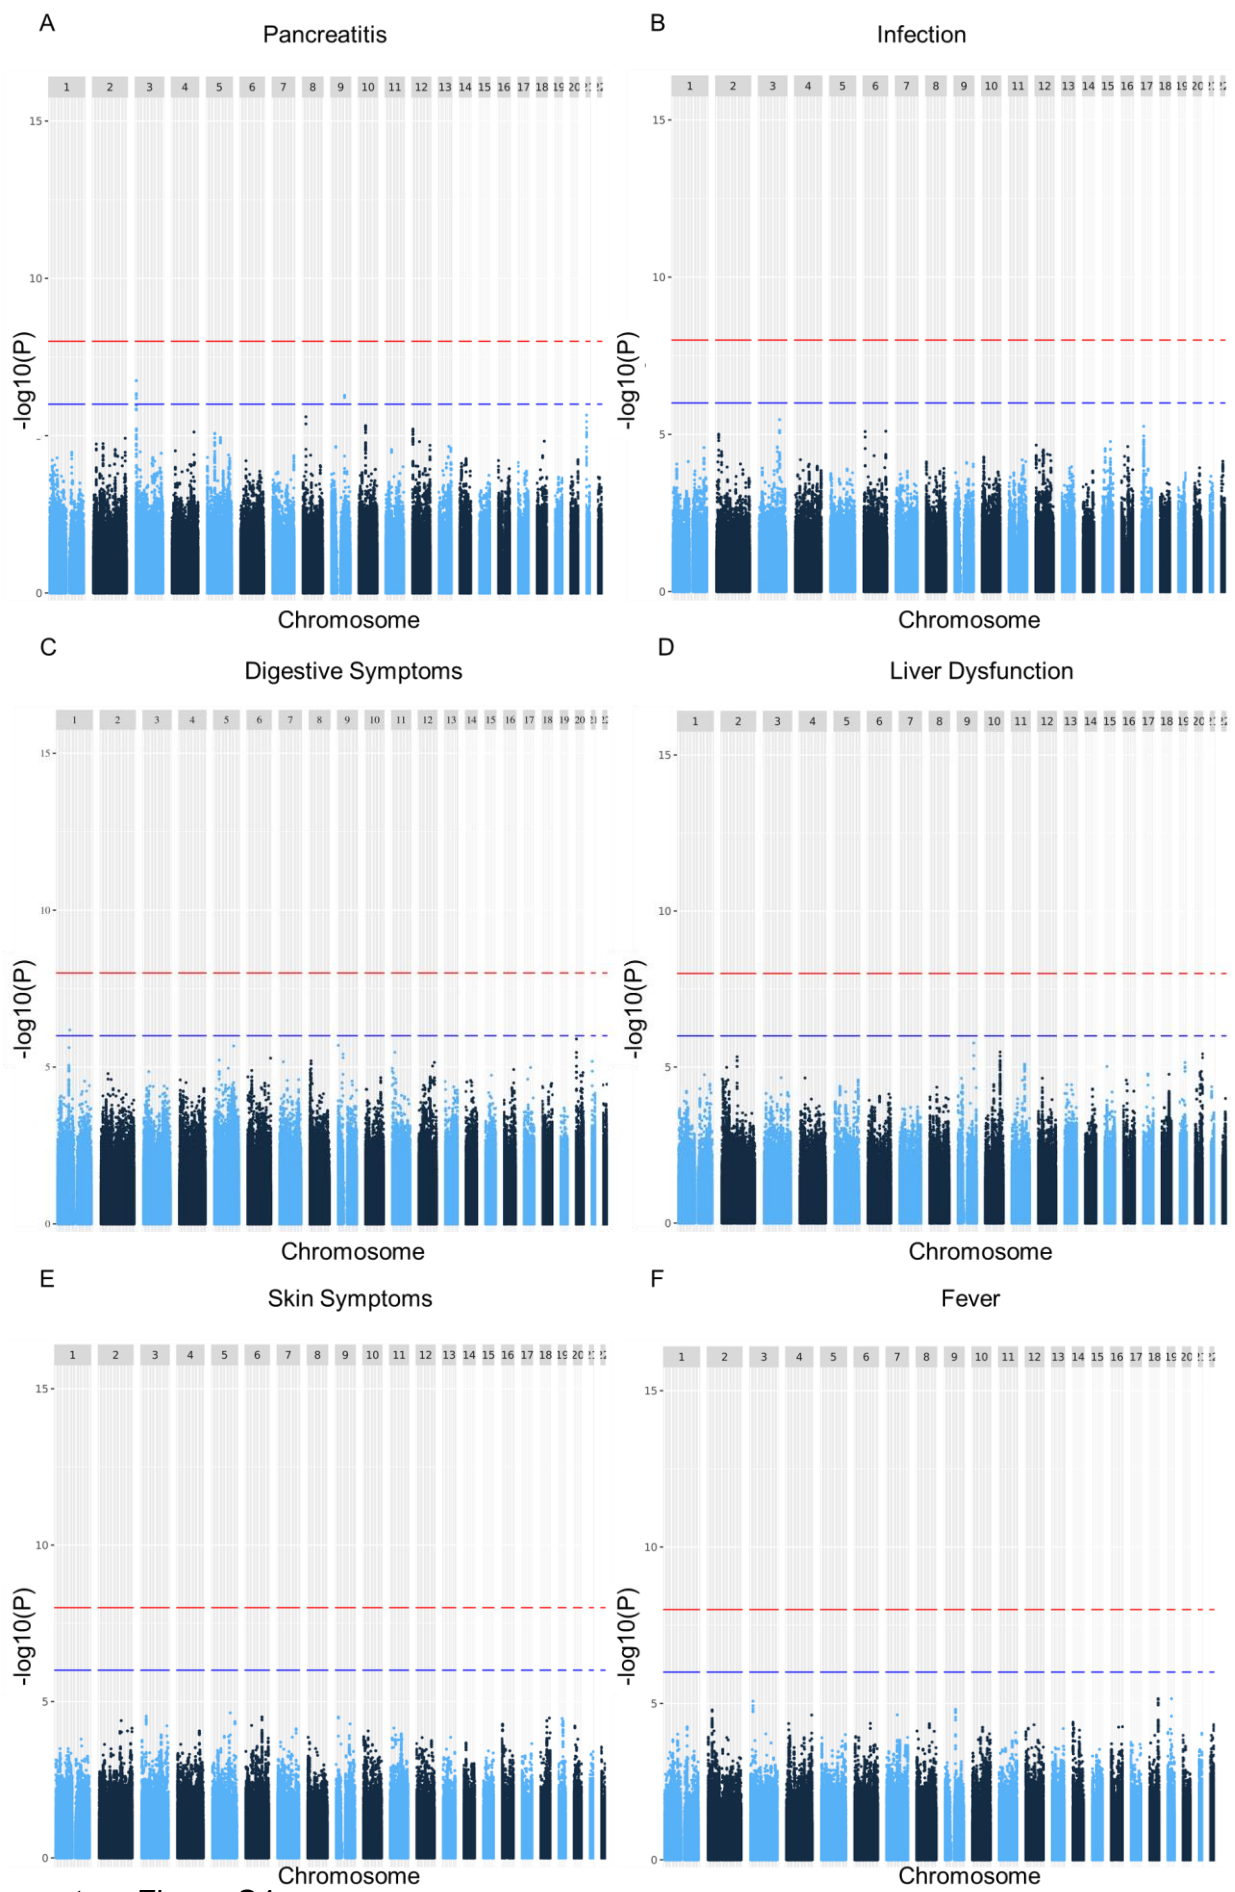 A
Pancreatitis
1 2 3 4 5 6 7 8 9 10 11 12 13 14 15 16 17 18 19 20
15
10
0
-log10(P)
Chromosome
B
Infection
1 2 3 4 5 6 7 8 9 10 11 12 13 14 15 16 17 18 19 20
15
10
5
0
-log10(P)
Chromosome
C
Digestive Symptoms
1 2 3 4 5 6 7 8 9 10 11 12 13 14 15 16 17 18 19 20 21
15
10
5
0
-log10(P)
Chromosome
D
Liver Dysfunction
1 2 3 4 5 6 7 8 9 10 11 12 13 14 15 16 17 18 19 20
15
10
5
0
-log10(P)
Chromosome
E
Skin Symptoms
1 2 3 4 5 6 7 8 9 10 11 12 13 14 15 16 17 18 19 20
15
10
5
0
-log10(P)
Chromosome
F
Fever
1 2 3 4 5 6 7 8 9 10 11 12 13 14 15 16 17 18 19 20
15
10
5
0
-log10(P)
Chromosome